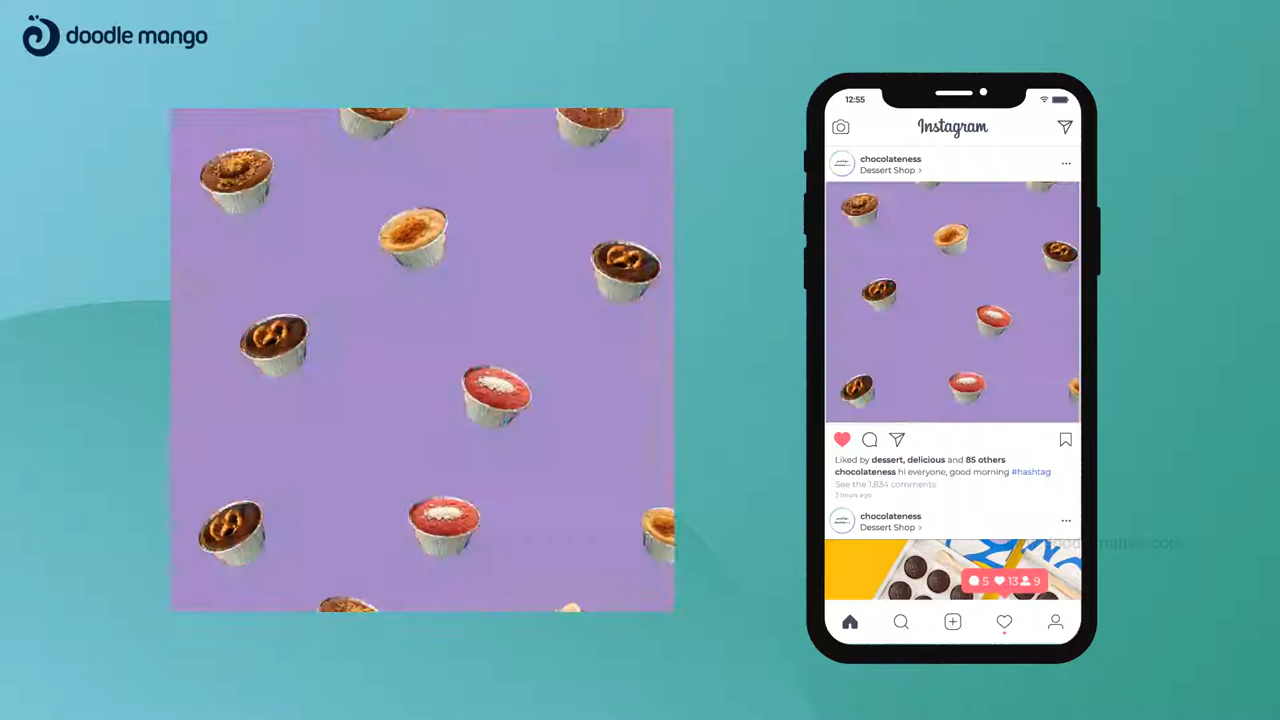 doodle mango
12:55
Instagram
chocolateness
Dessert Shop >
Liked by dessert, delicious and 85 others
chocolateness hi everyone, good morning #hashtag
See the 1,834 comments
3 hours ago
chocolateness
Dessert Shop >
5 13 9